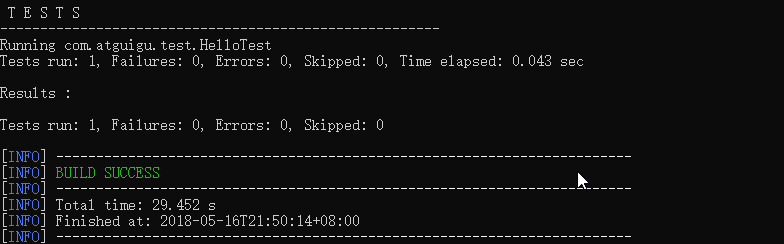 T E S T S
-------------------------------------------------------
Running com.atguigu.test.HelloTest
Tests run: 1, Failures: 0, Errors: 0, Skipped: 0, Time elapsed: 0.043 sec
Results :
Tests run: 1, Failures: 0, Errors: 0, Skipped: 0
[INFO] ------------------------------------------------------------------------
[INFO] BUILD SUCCESS
[INFO] ------------------------------------------------------------------------
[INFO] Total time: 29.452 s
[INFO] Finished at: 2018-05-16T21:50:14+08:00
[INFO] ------------------------------------------------------------------------